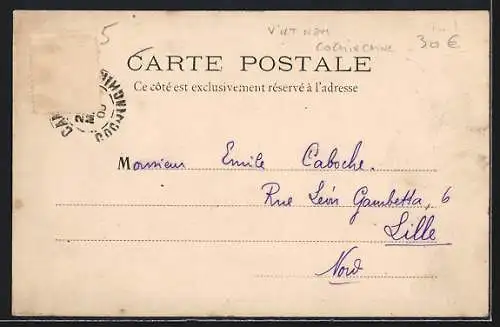 5
VIET NAM
COCHINCHINE
30 €
CARTE POSTALE
Ce côté est exclusivement réservé à l'adresse
Monsieur Emile Caboche.
Rue Léon Gambetta, 6
Lille
Nord